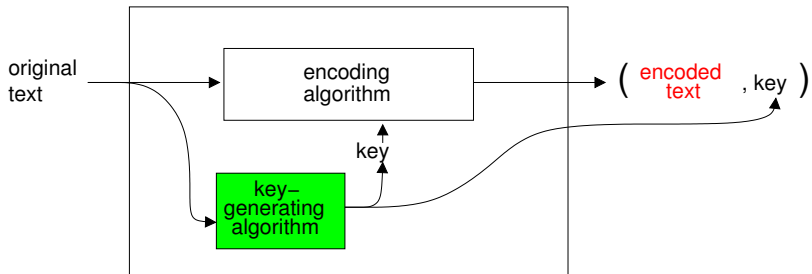 original
text
encoding
algorithm
( encoded
text , key )
key
key–
generating
algorithm